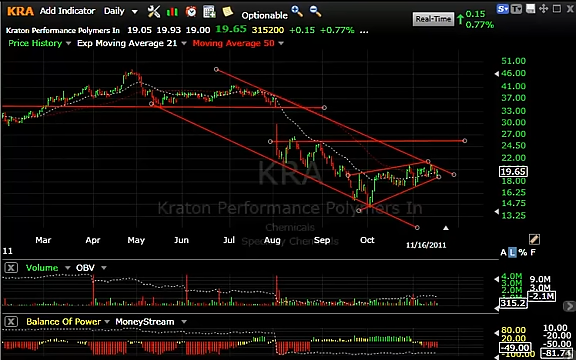 KRA Add Indicator Daily Optionable Real-Time 0.15 0.77%
Kraton Performance Polymers In 19.05 19.93 19.00 19.65 315200 +0.15 +0.77% ...
Price History Exp Moving Average 21 Moving Average 50
51.00
46.00
41.00
37.00
33.00
30.00
27.00
24.50
22.00
19.65
18.00
16.25
14.75
13.25
KRA
Kraton Performance Polymers In
Chemicals
Mar Apr May Jun Jul Aug Sep Oct 11/16/2011
11 A L % F
X Volume OBV
4.0M 9.0M
3.0M 3.0M
315.2 -2.1M
X Balance Of Power MoneyStream
80.00 10.00
20.00 -20.00
-50.00
-49.00 -81.74
-100.00